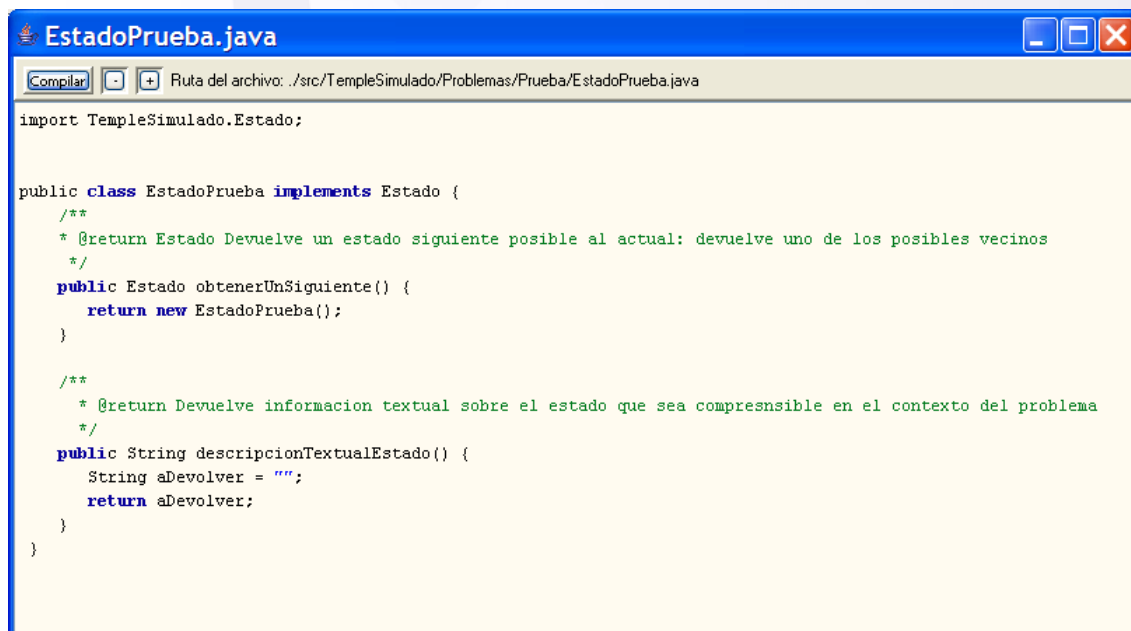 EstadoPrueba.java
Compilar - + Ruta del archivo: ../src/TempleSimulado/Problemas/Prueba/EstadoPrueba.java
import TempleSimulado.Estado;
public class EstadoPrueba implements Estado {
/**
* @return Estado Devuelve un estado siguiente posible al actual: devuelve uno de los posibles vecinos
*/
public Estado obtenerUnSiguiente() {
return new EstadoPrueba();
}
/**
* @return Devuelve informacion textual sobre el estado que sea compresnsible en el contexto del problema
*/
public String descripcionTextualEstado() {
String aDevolver = "";
return aDevolver;
}
}